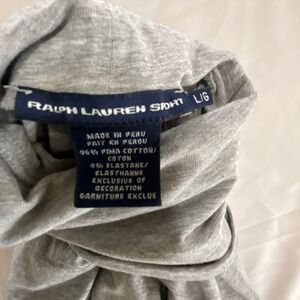 RALPH LAUREN SPORT
L/G
MADE IN PERU
FAIT EN PEROU
96% PIMA COTTON/
COTON
4% ELASTANE/
ELASTHANNE
EXCLUSIVE OF
DECORATION
GARNITURE EXCLUE